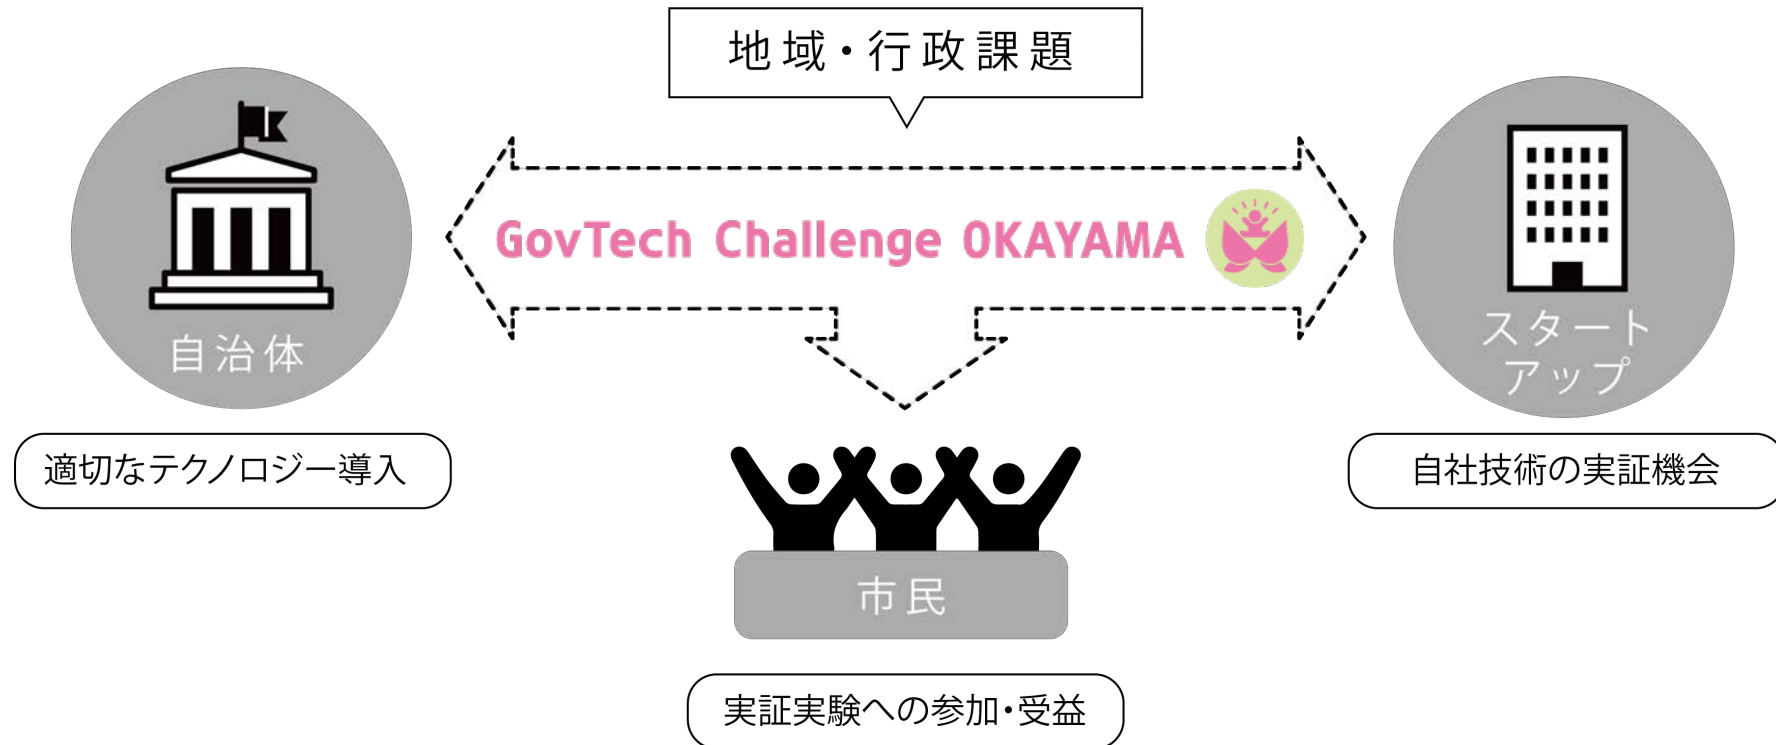 地域・行政課題
GovTech Challenge OKAYAMA
自治体
スタート
アップ
適切なテクノロジー導入
自社技術の実証機会
市民
実証実験への参加・受益